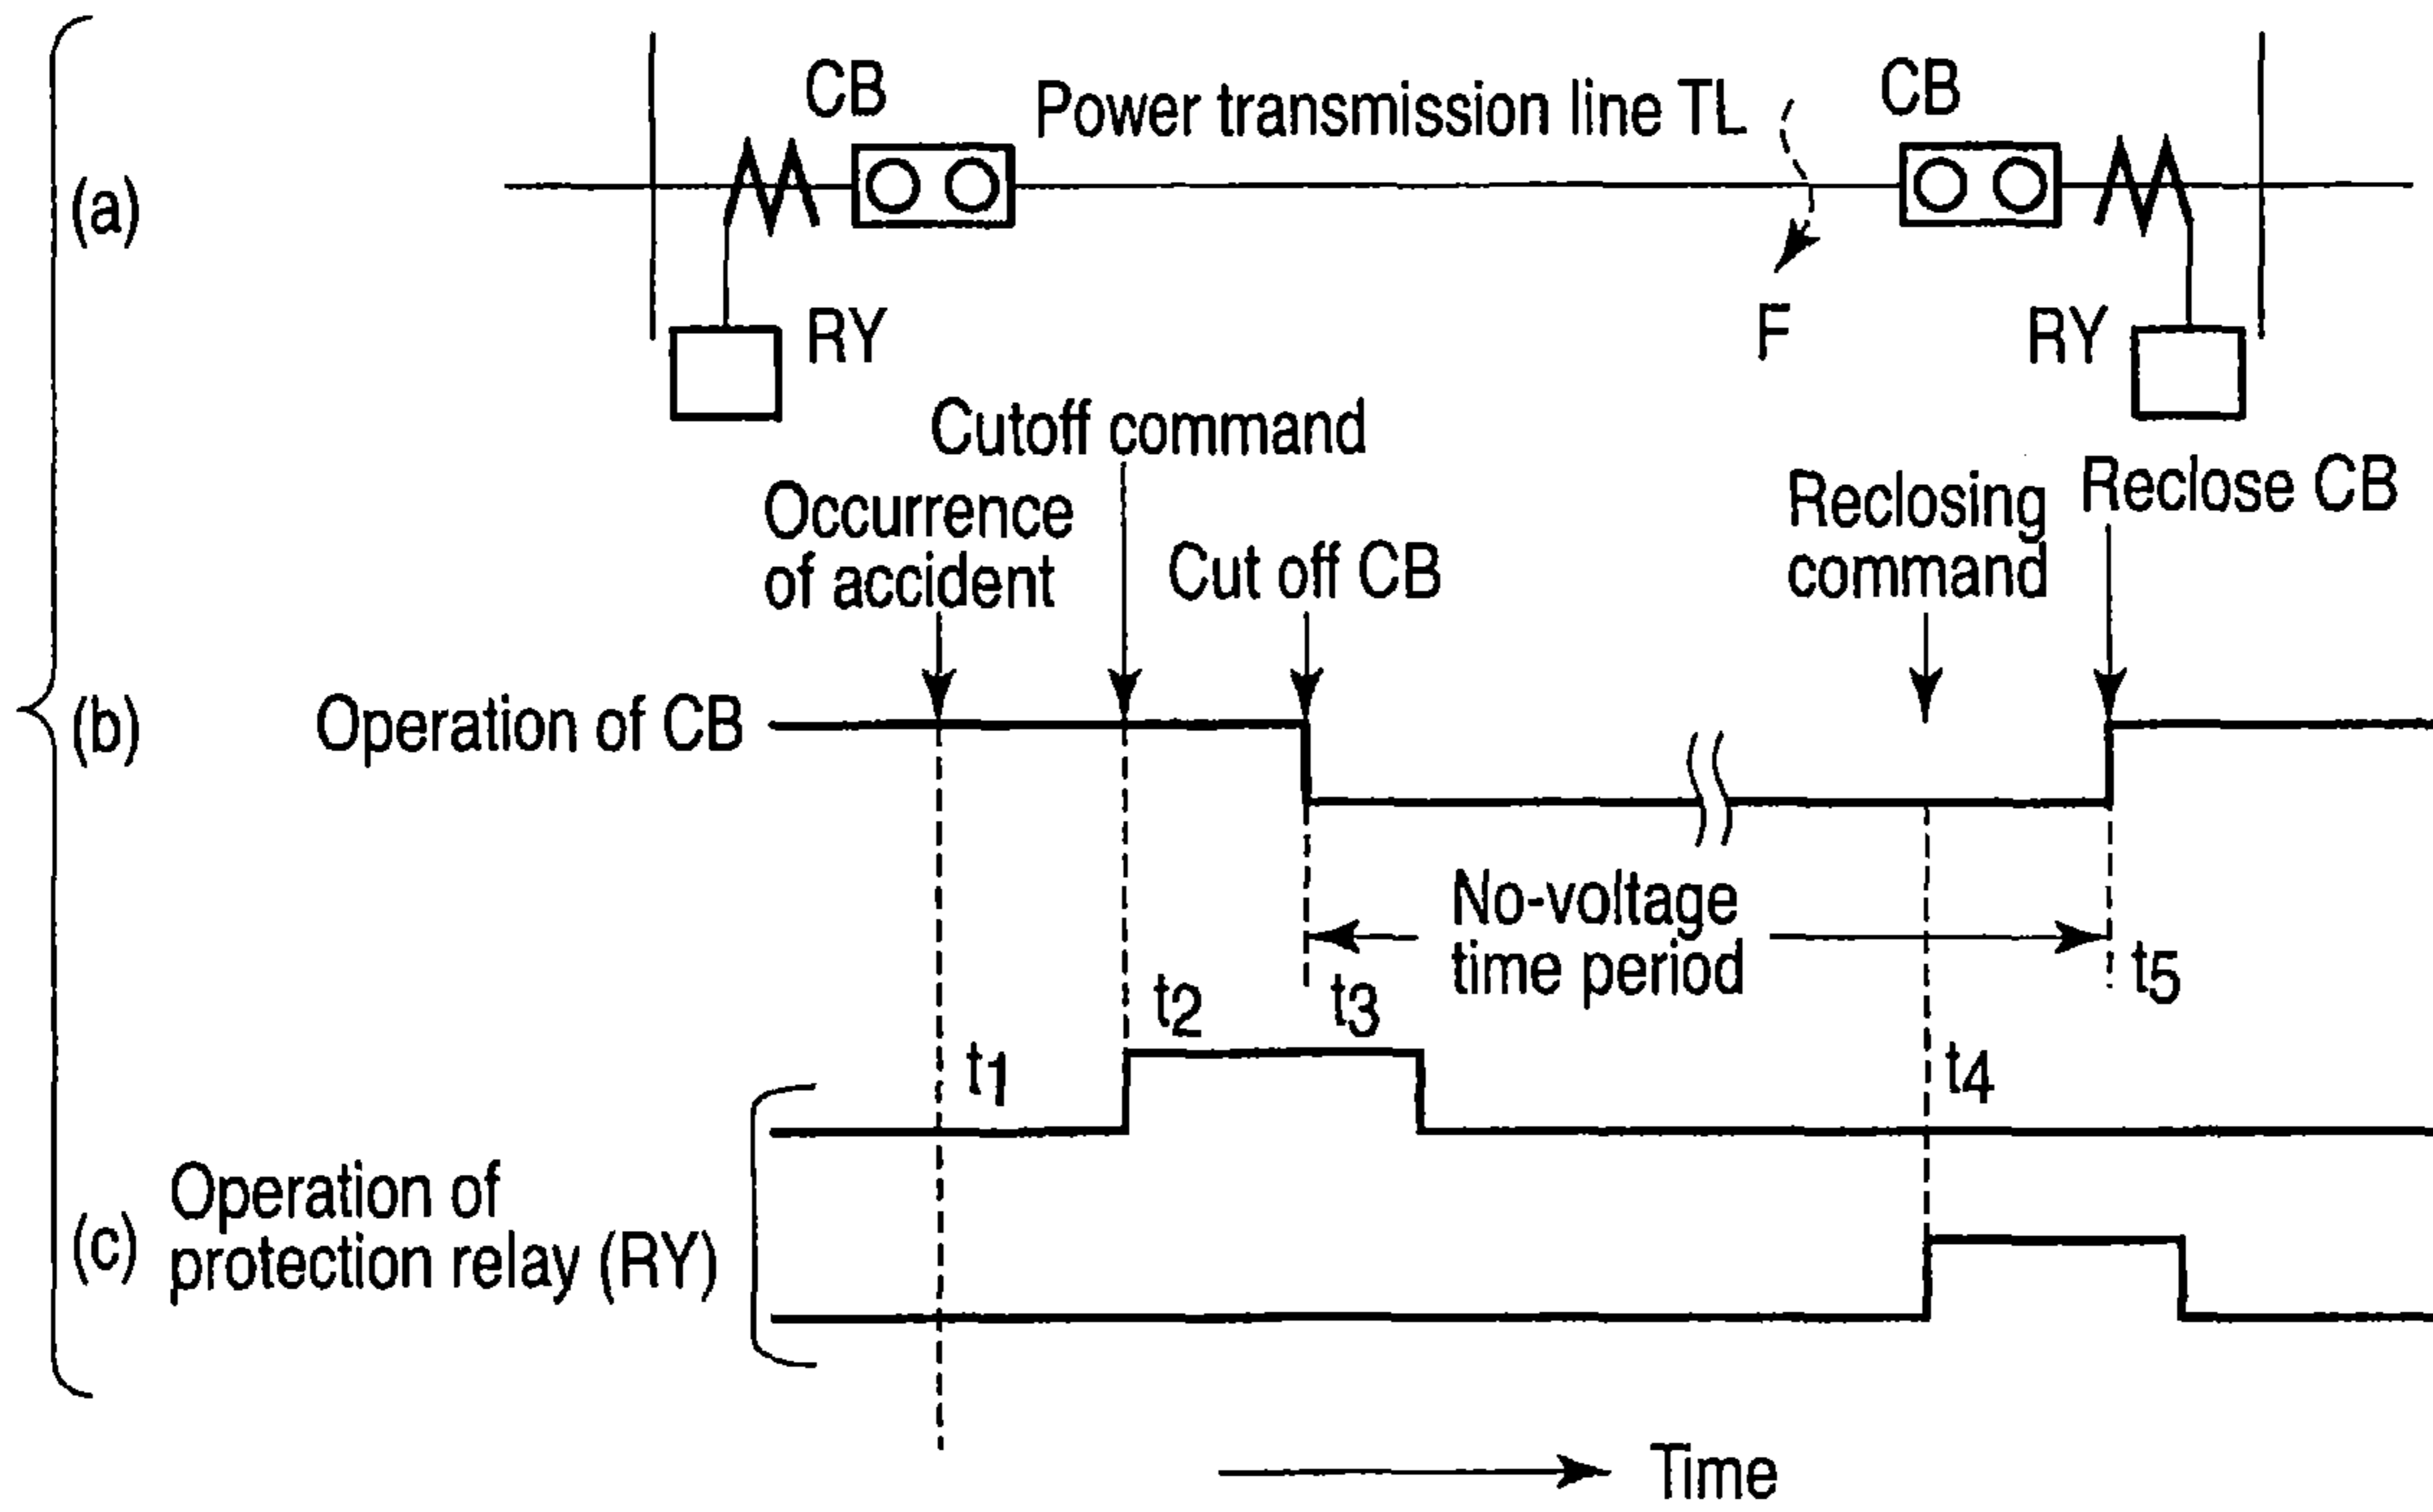 (a)
CB
Power transmission line TL
CB
RY
F
RY
Cutoff command
Occurrence
of accident
Cut off CB
Reclosing
command
Reclose CB
(b)
Operation of CB
No-voltage
time period
t1
t2
t3
t4
t5
(c)
Operation of
protection relay (RY)
Time